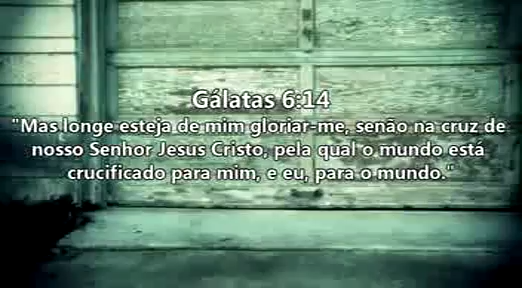 Gálatas 6:14
"Mas longe esteja de mim gloriar-me, senão na cruz de
nosso Senhor Jesus Cristo, pela qual o mundo está
crucificado para mim, e eu, para o mundo."